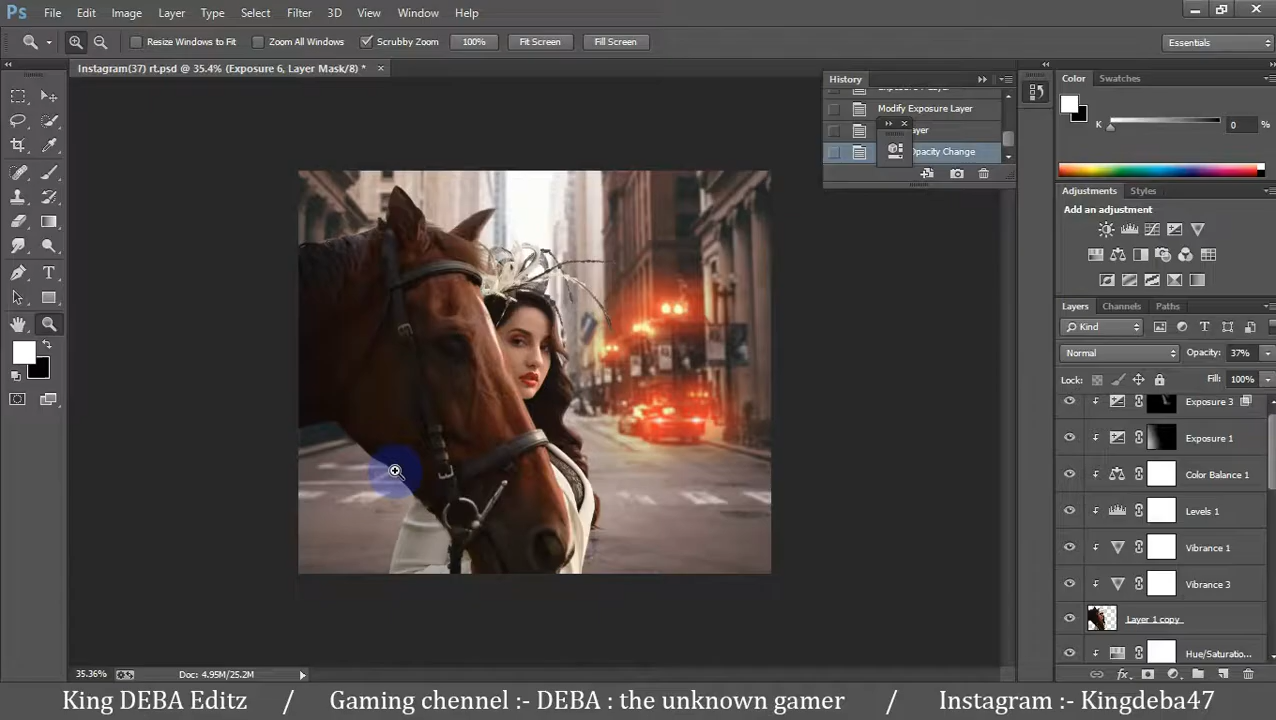 Ps File Edit Image Layer Type Select Filter 3D View Window Help
Resize Windows to Fit Zoom All Windows Scrubby Zoom 100% Fit Screen Fill Screen Essentials
Instagram(37) rt.psd @ 35.4% (Exposure 6, Layer Mask/8) * ×
History
Modify Exposure Layer
Opacity Change
Color Swatches
K 0 %
Adjustments Styles
Add an adjustment
Layers Channels Paths
Kind
Normal Opacity: 37%
Lock: Fill: 100%
Exposure 3
Exposure 1
Color Balance 1
Levels 1
Vibrance 1
Vibrance 3
Layer 1 copy
Hue/Saturatio...
35.36% Doc: 4.95M/25.2M
King DEBA Editz / Gaming chennel :- DEBA : the unknown gamer / Instagram :- Kingdeba47